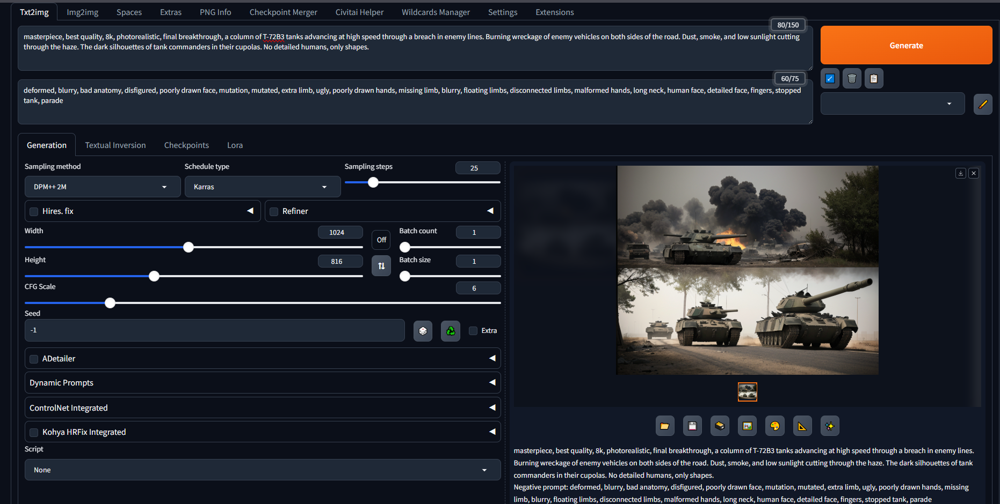 Txt2img Img2img Spaces Extras PNG Info Checkpoint Merger Civitai Helper Wildcards Manager Settings Extensions
80/150
masterpiece, best quality, 8k, photorealistic, final breakthrough, a column of T-72B3 tanks advancing at high speed through a breach in enemy lines. Burning wreckage of enemy vehicles on both sides of the road. Dust, smoke, and low sunlight cutting
through the haze. The dark silhouettes of tank commanders in their cupolas. No detailed humans, only shapes.
Generate
60/75
deformed, blurry, bad anatomy, disfigured, poorly drawn face, mutation, mutated, extra limb, ugly, poorly drawn hands, missing limb, blurry, floating limbs, disconnected limbs, malformed hands, long neck, human face, detailed face, fingers, stopped
tank, parade
Generation Textual Inversion Checkpoints Lora
Sampling method Schedule type Sampling steps 25
DPM++ 2M Karras
Hires. fix Refiner
Width 1024 Off Batch count 1
Height 816 Batch size 1
CFG Scale 6
Seed
-1 Extra
ADetailer
Dynamic Prompts
ControlNet Integrated
Kohya HRFix Integrated
Script
None
masterpiece, best quality, 8k, photorealistic, final breakthrough, a column of T-72B3 tanks advancing at high speed through a breach in enemy lines.
Burning wreckage of enemy vehicles on both sides of the road. Dust, smoke, and low sunlight cutting through the haze. The dark silhouettes of tank
commanders in their cupolas. No detailed humans, only shapes.
Negative prompt: deformed, blurry, bad anatomy, disfigured, poorly drawn face, mutation, mutated, extra limb, ugly, poorly drawn hands, missing
limb, blurry, floating limbs, disconnected limbs, malformed hands, long neck, human face, detailed face, fingers, stopped tank, parade